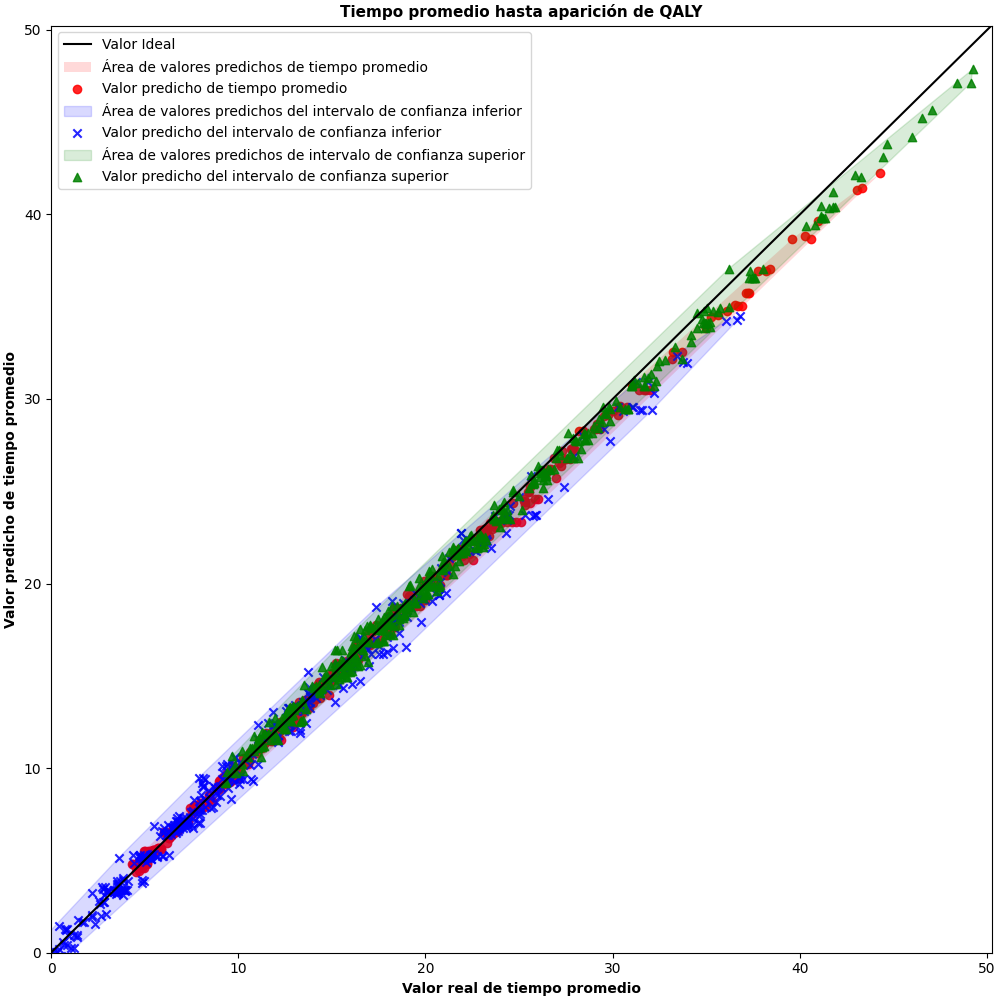 Tiempo promedio hasta aparición de QALY
50
40
30
20
10
0
Valor Ideal
Área de valores predichos de tiempo promedio
Valor predicho de tiempo promedio
Área de valores predichos del intervalo de confianza inferior
Valor predicho del intervalo de confianza inferior
Área de valores predichos de intervalo de confianza superior
Valor predicho del intervalo de confianza superior
Valor predicho de tiempo promedio
0 10 20 30 40 50
Valor real de tiempo promedio